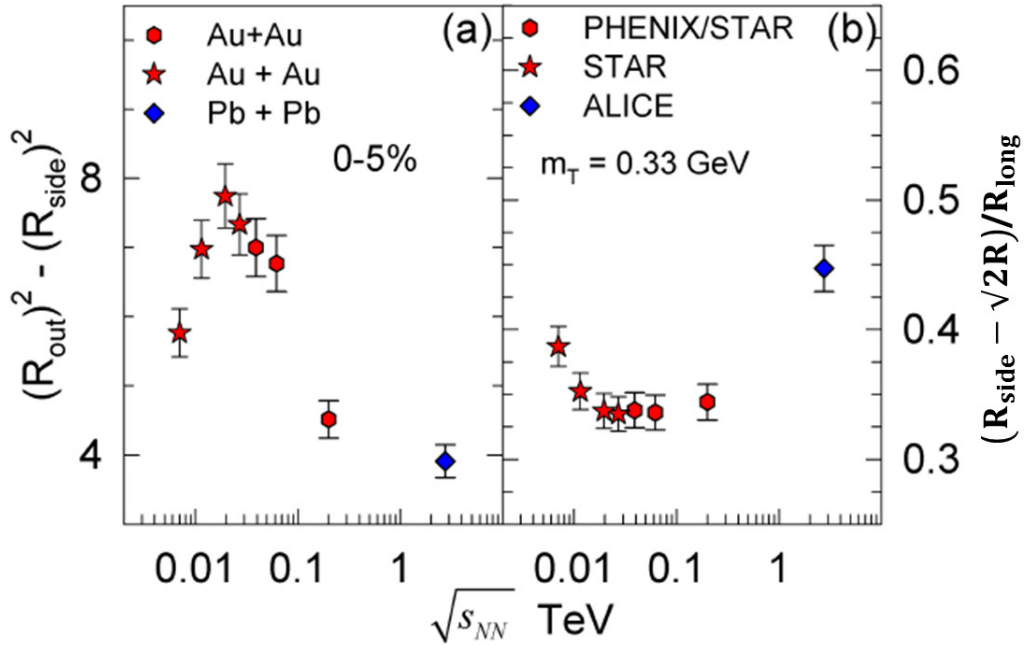 (a)
Au+Au
Au + Au
Pb + Pb
0-5%
8
4
(R_out)^2 - (R_side)^2
0.01 0.1 1
(b)
PHENIX/STAR
STAR
ALICE
m_T = 0.33 GeV
0.6
0.5
0.4
0.3
(R_side − √2R)/R_long
0.01 0.1 1
√s_NN TeV